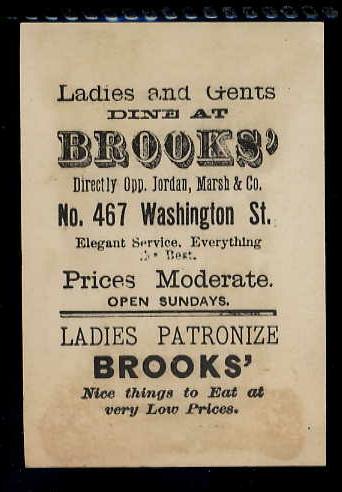 Ladies and Gents
DINE AT
BROOKS'
Directly Opp. Jordan, Marsh & Co.
No. 467 Washington St.
Elegant Service. Everything
Best.
Prices Moderate.
OPEN SUNDAYS.
LADIES PATRONIZE
BROOKS'
Nice things to Eat at
very Low Prices.